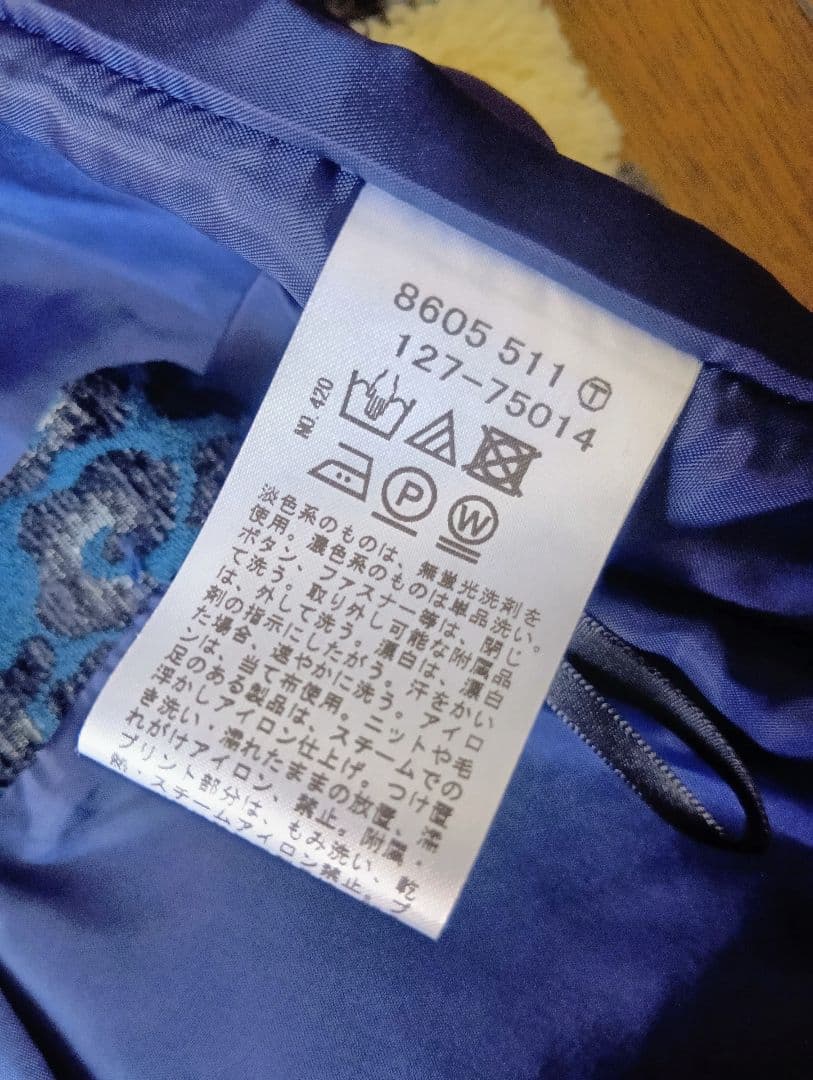 8605 511 Ⓣ
127-75014
NO.420
P W
淡色系のものは、無蛍光洗剤を
使用。濃色系のものは単品洗い。
ボタン、ファスナー等は、閉じ
て洗う。取り外し可能な附属品
は、外して洗う。漂白は、漂白
剤の指示にしたがう。汗をかい
た場合、速やかに洗う。アイロ
ンは、当て布使用。ニットや毛
足のある製品は、スチームでの
浮かしアイロン仕上げ。つけ置
き洗い・濡れたままの放置、濡
れがけアイロン、禁止。附属・
プリント部分は、もみ洗い、乾
燥・スチームアイロン禁止。プ